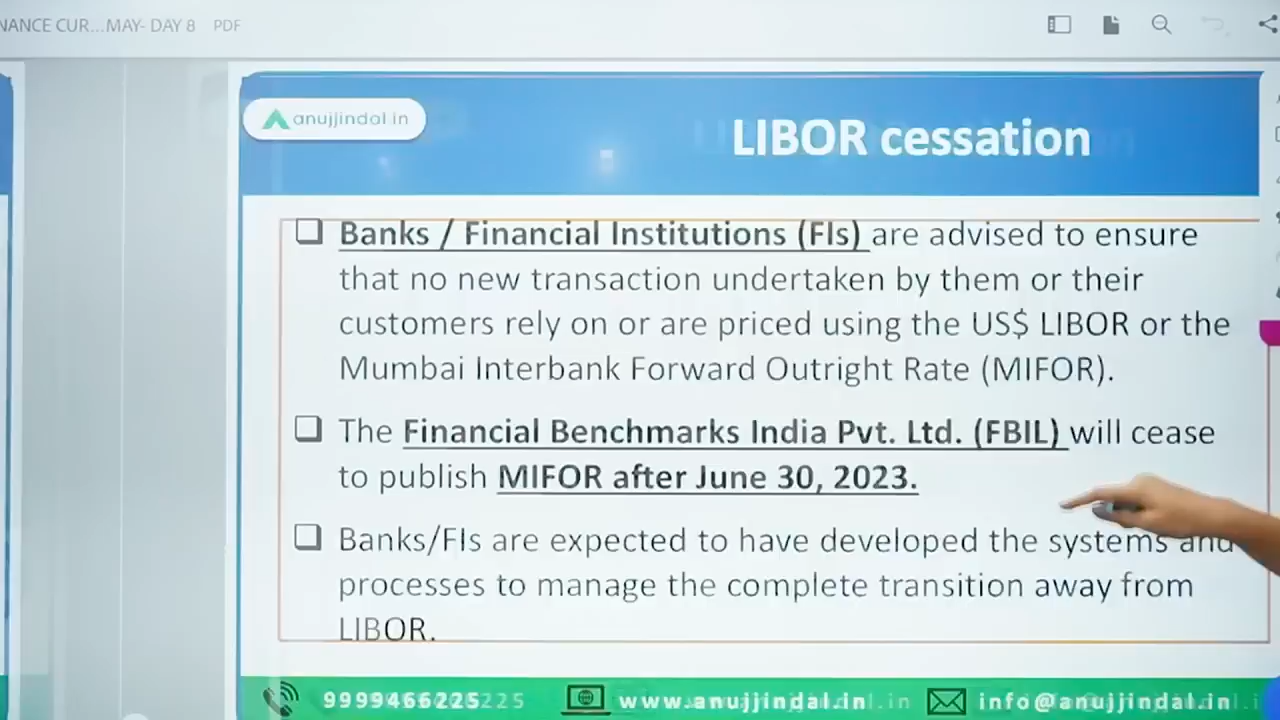 NANCE CUR...MAY- DAY 8 PDF
anujjindal.in
LIBOR cessation
Banks / Financial Institutions (FIs) are advised to ensure
that no new transaction undertaken by them or their
customers rely on or are priced using the US$ LIBOR or the
Mumbai Interbank Forward Outright Rate (MIFOR).
The Financial Benchmarks India Pvt. Ltd. (FBIL) will cease
to publish MIFOR after June 30, 2023.
Banks/FIs are expected to have developed the systems and
processes to manage the complete transition away from
LIBOR.
9999466225 www.anujjindal.in info@anujjindal.in